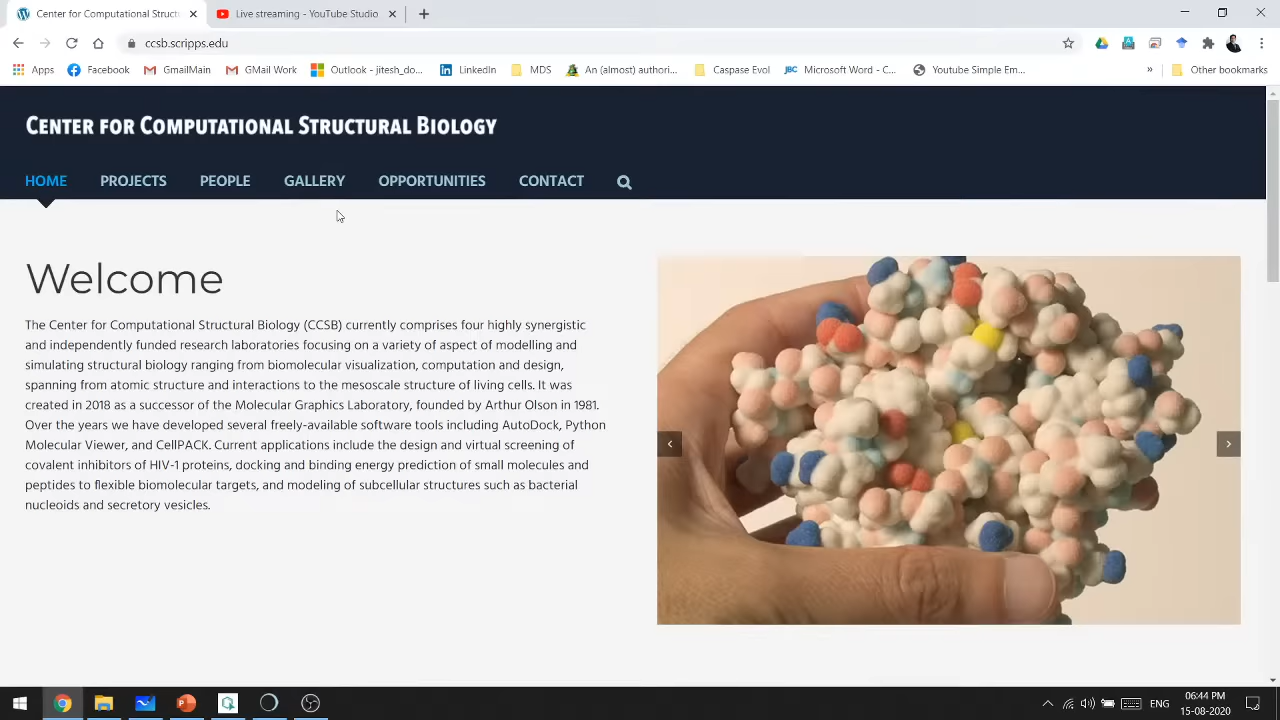 Center for Computational Structur
Live streaming - YouTube Studio
ccsb.scripps.edu
Apps
Facebook
GmailMain
GMail Work
Outlook - jitesh_do...
LinkedIn
MDS
An (almost) authori...
Caspase Evol
JBC Microsoft Word - C...
Youtube Simple Em...
»
Other bookmarks
CENTER FOR COMPUTATIONAL STRUCTURAL BIOLOGY
HOME
PROJECTS
PEOPLE
GALLERY
OPPORTUNITIES
CONTACT
Welcome
The Center for Computational Structural Biology (CCSB) currently comprises four highly synergistic
and independently funded research laboratories focusing on a variety of aspect of modelling and
simulating structural biology ranging from biomolecular visualization, computation and design,
spanning from atomic structure and interactions to the mesoscale structure of living cells. It was
created in 2018 as a successor of the Molecular Graphics Laboratory, founded by Arthur Olson in 1981.
Over the years we have developed several freely-available software tools including AutoDock, Python
Molecular Viewer, and CellPACK. Current applications include the design and virtual screening of
covalent inhibitors of HIV-1 proteins, docking and binding energy prediction of small molecules and
peptides to flexible biomolecular targets, and modeling of subcellular structures such as bacterial
nucleoids and secretory vesicles.
ENG
06:44 PM
15-08-2020